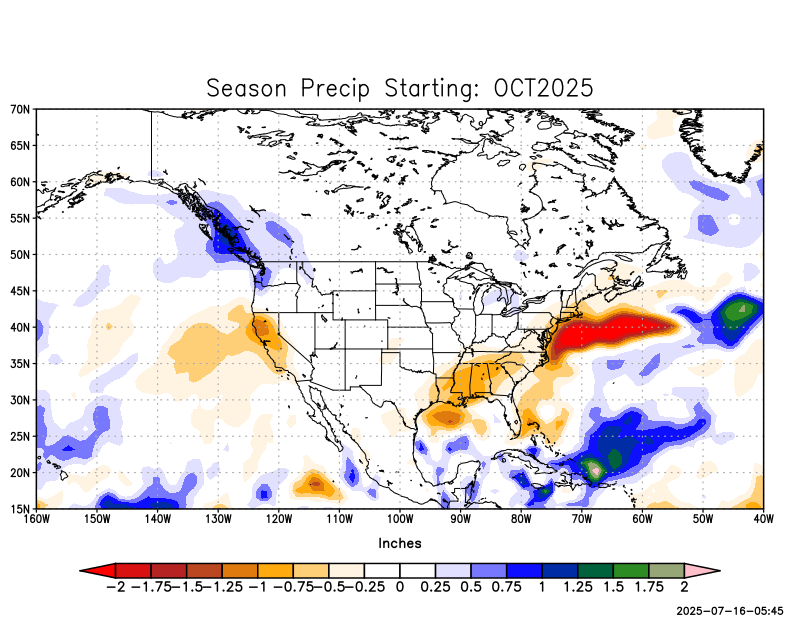 Season Precip Starting: OCT2025
70N
65N
60N
55N
50N
45N
40N
35N
30N
25N
20N
15N
160W 150W 140W 130W 120W 110W 100W 90W 80W 70W 60W 50W 40W
Inches
-2 -1.75 -1.5 -1.25 -1 -0.75 -0.5 -0.25 0 0.25 0.5 0.75 1 1.25 1.5 1.75 2
2025-07-16-05:45